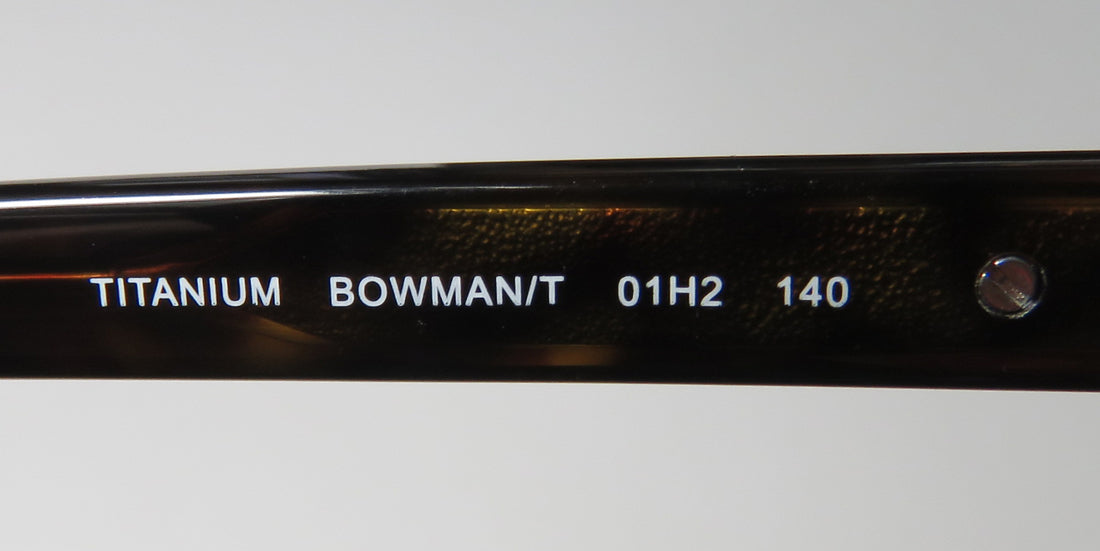 TITANIUM BOWMAN/T 01H2 140